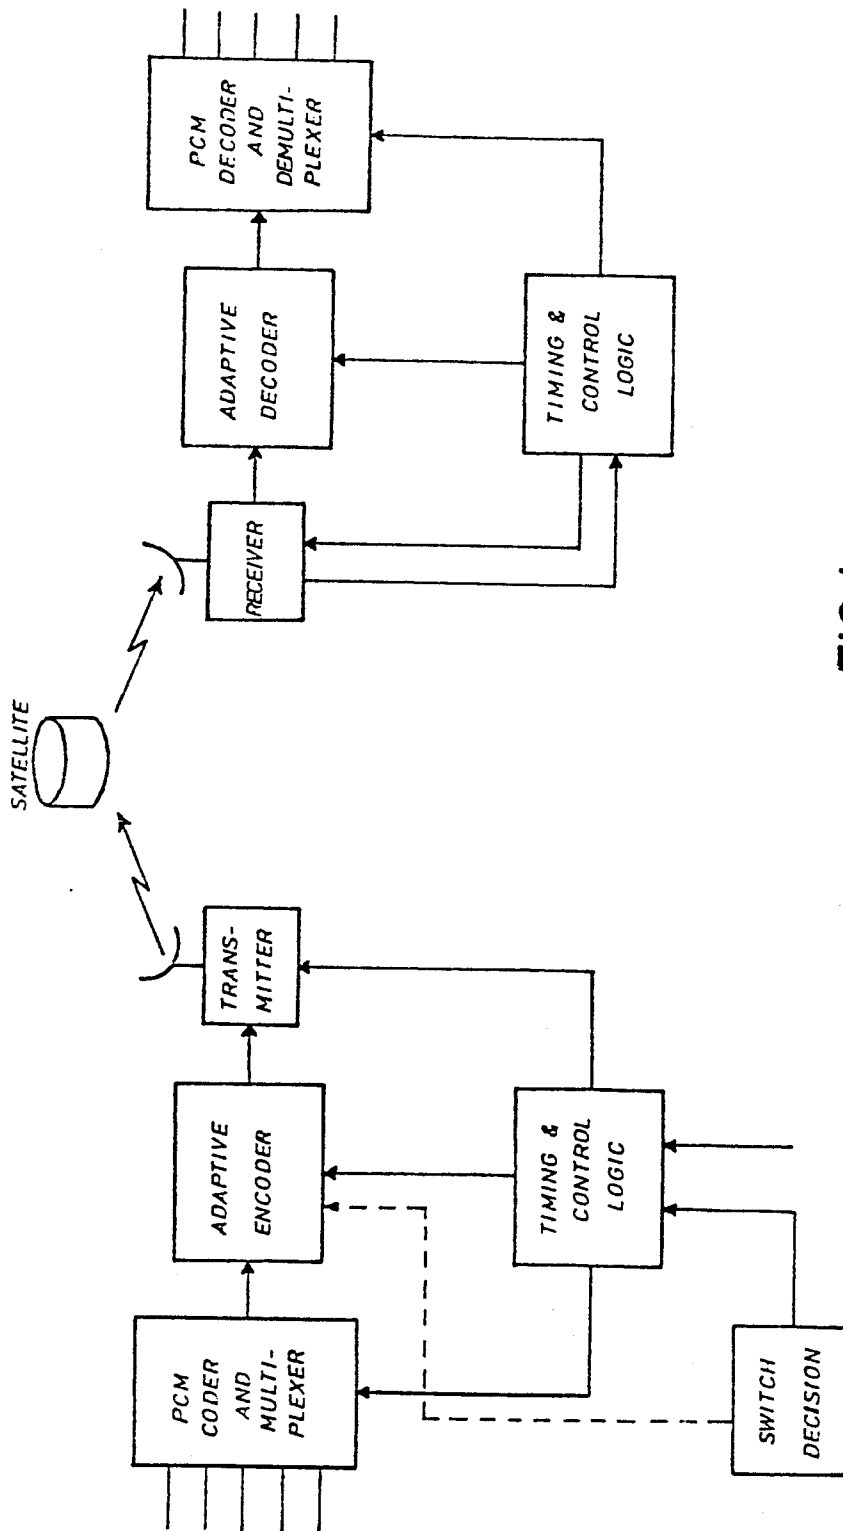 SATELLITE
PCM
CODER
AND
MULTI-
PLEXER
ADAPTIVE
ENCODER
TRANS-
MITTER
RECEIVER
ADAPTIVE
DECODER
PCM
DECODER
AND
DEMULTI-
PLEXER
SWITCH
DECISION
TIMING &
CONTROL
LOGIC
TIMING &
CONTROL
LOGIC